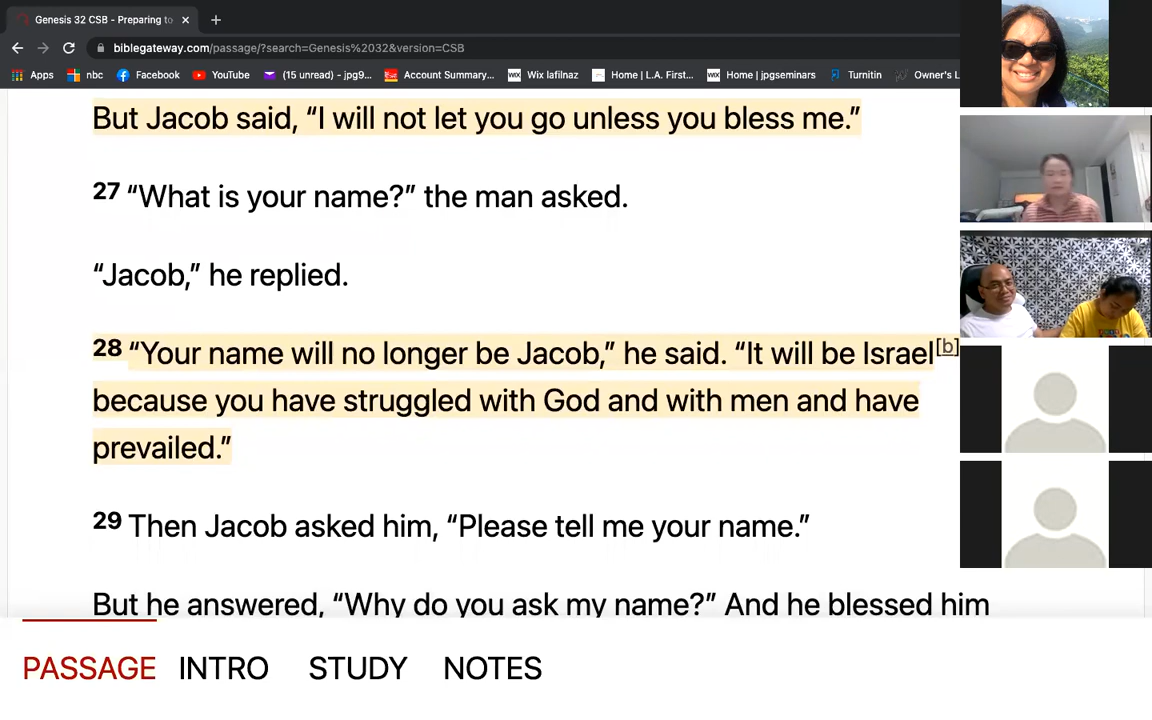 Genesis 32 CSB - Preparing to
biblegateway.com/passage/?search=Genesis%2032&version=CSB
Apps nbc Facebook YouTube (15 unread) - jpg9... Account Summary... Wix lafilnaz Home | L.A. First... Home | jpgseminars Turnitin Owner's L
But Jacob said, “I will not let you go unless you bless me.”
27 “What is your name?” the man asked.
“Jacob,” he replied.
28 “Your name will no longer be Jacob,” he said. “It will be Israel[b]
because you have struggled with God and with men and have
prevailed.”
29 Then Jacob asked him, “Please tell me your name.”
But he answered, “Why do you ask my name?” And he blessed him
PASSAGE INTRO STUDY NOTES